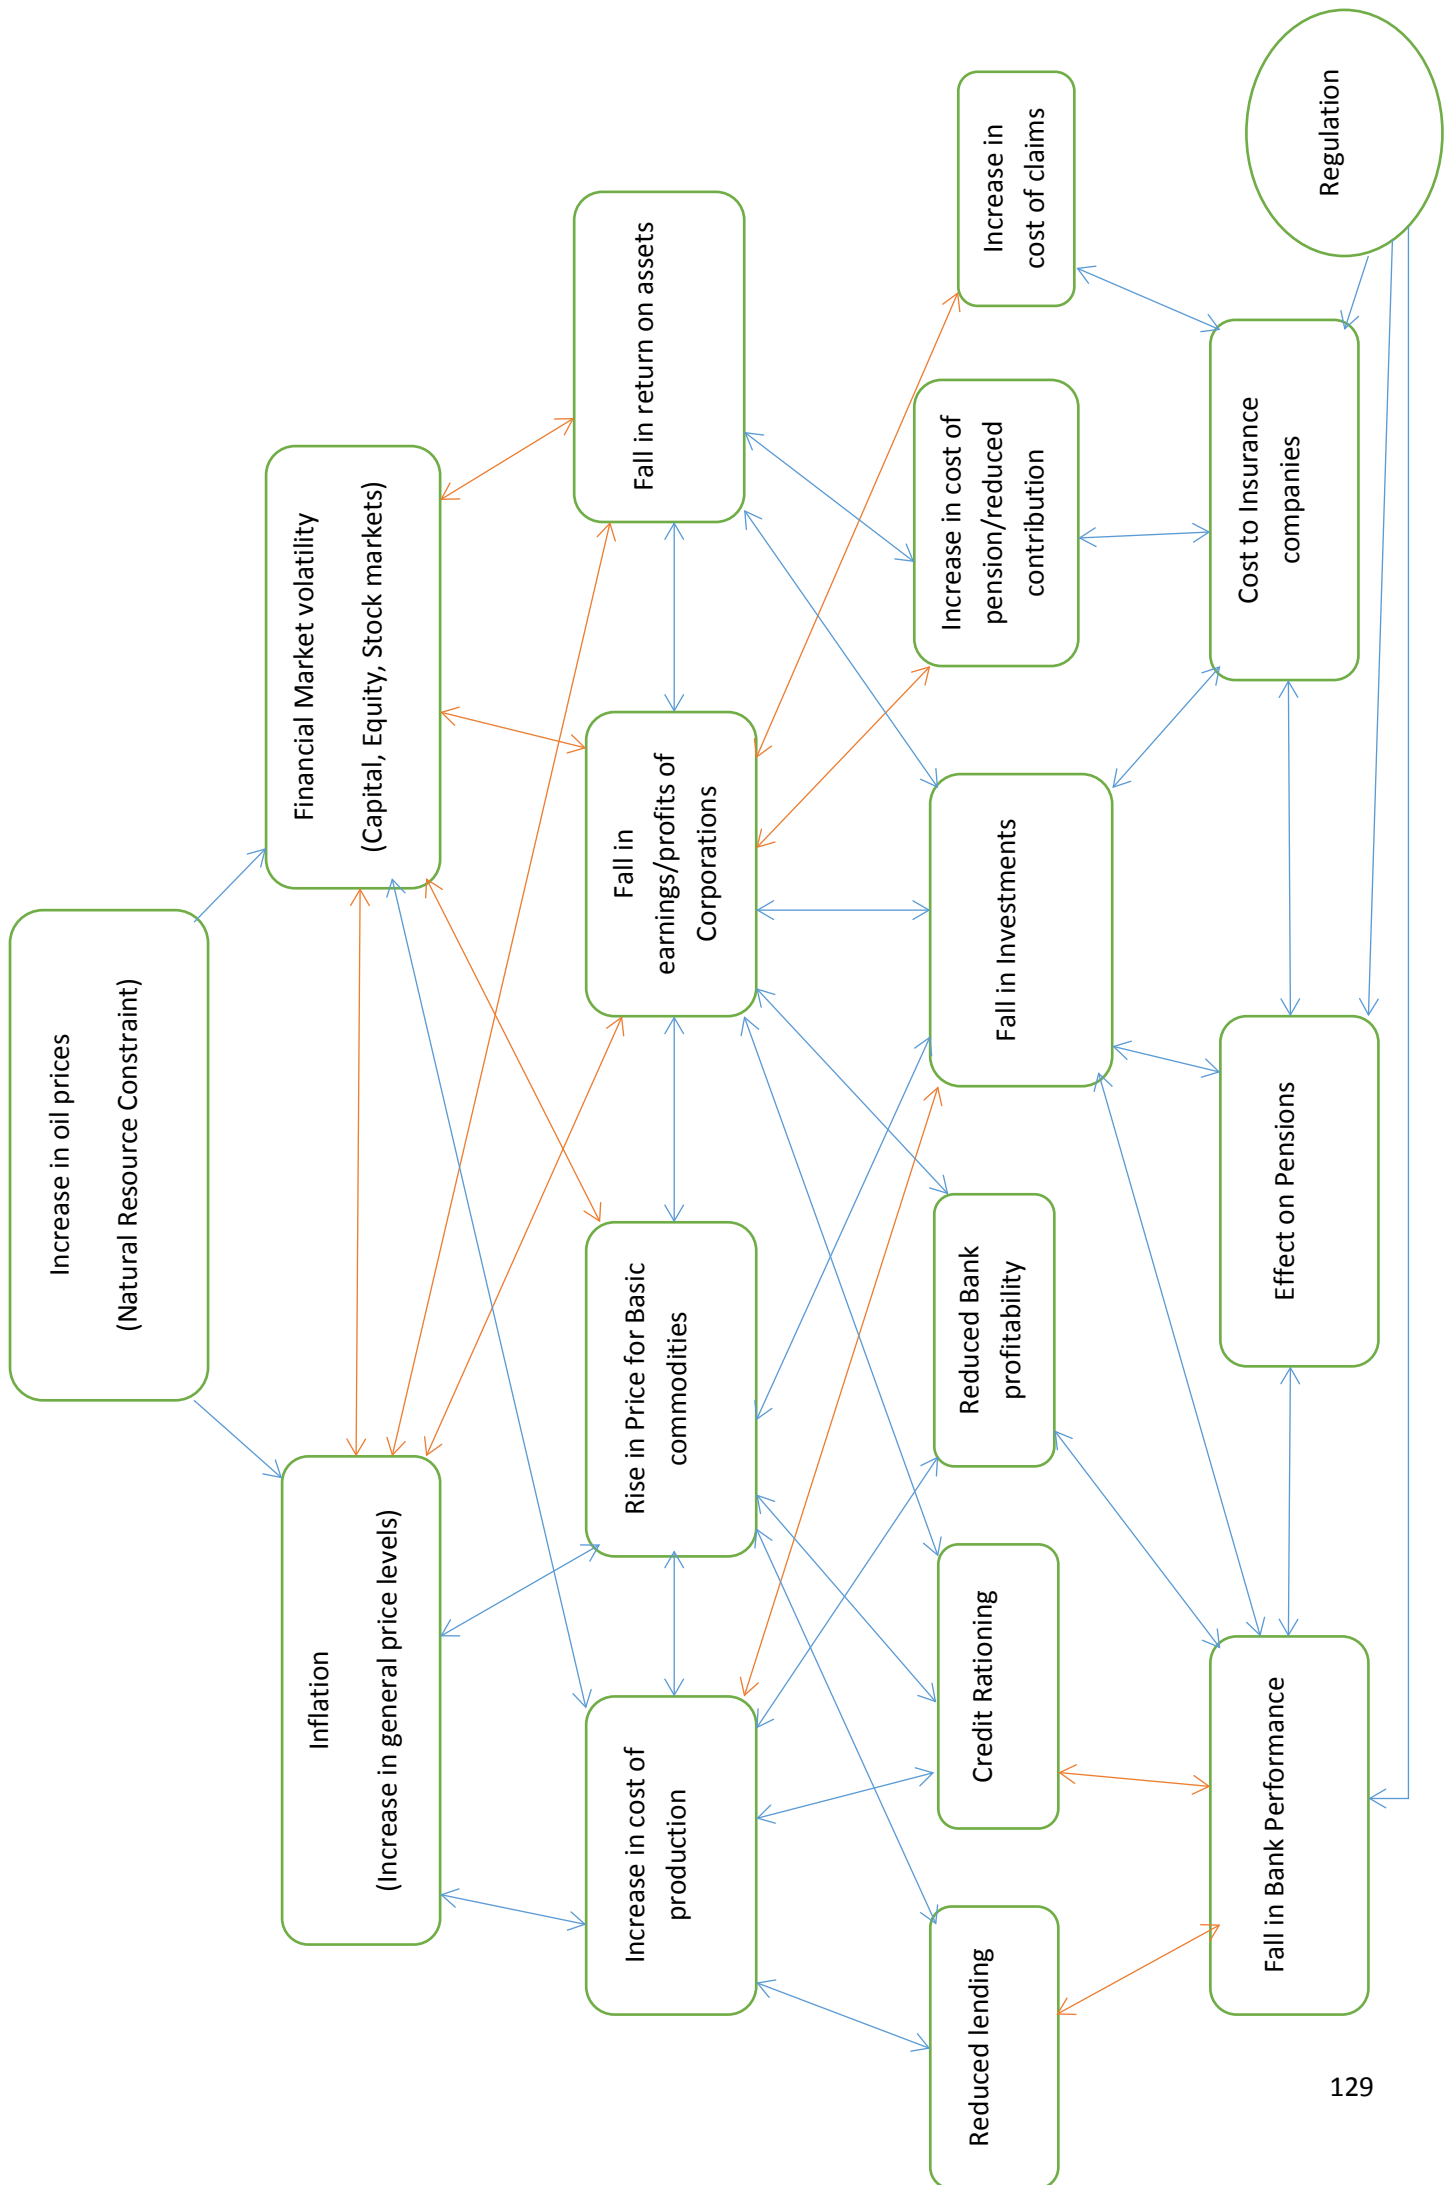 Increase in oil prices
(Natural Resource Constraint)
Inflation
(Increase in general price levels)
Financial Market volatility
(Capital, Equity, Stock markets)
Increase in cost of
production
Rise in Price for Basic
commodities
Fall in
earnings/profits of
Corporations
Fall in return on assets
Reduced lending
Credit Rationing
Reduced Bank
profitability
Fall in Investments
Increase in cost of
pension/reduced
contribution
Increase in
cost of claims
Fall in Bank Performance
Effect on Pensions
Cost to Insurance
companies
Regulation
129